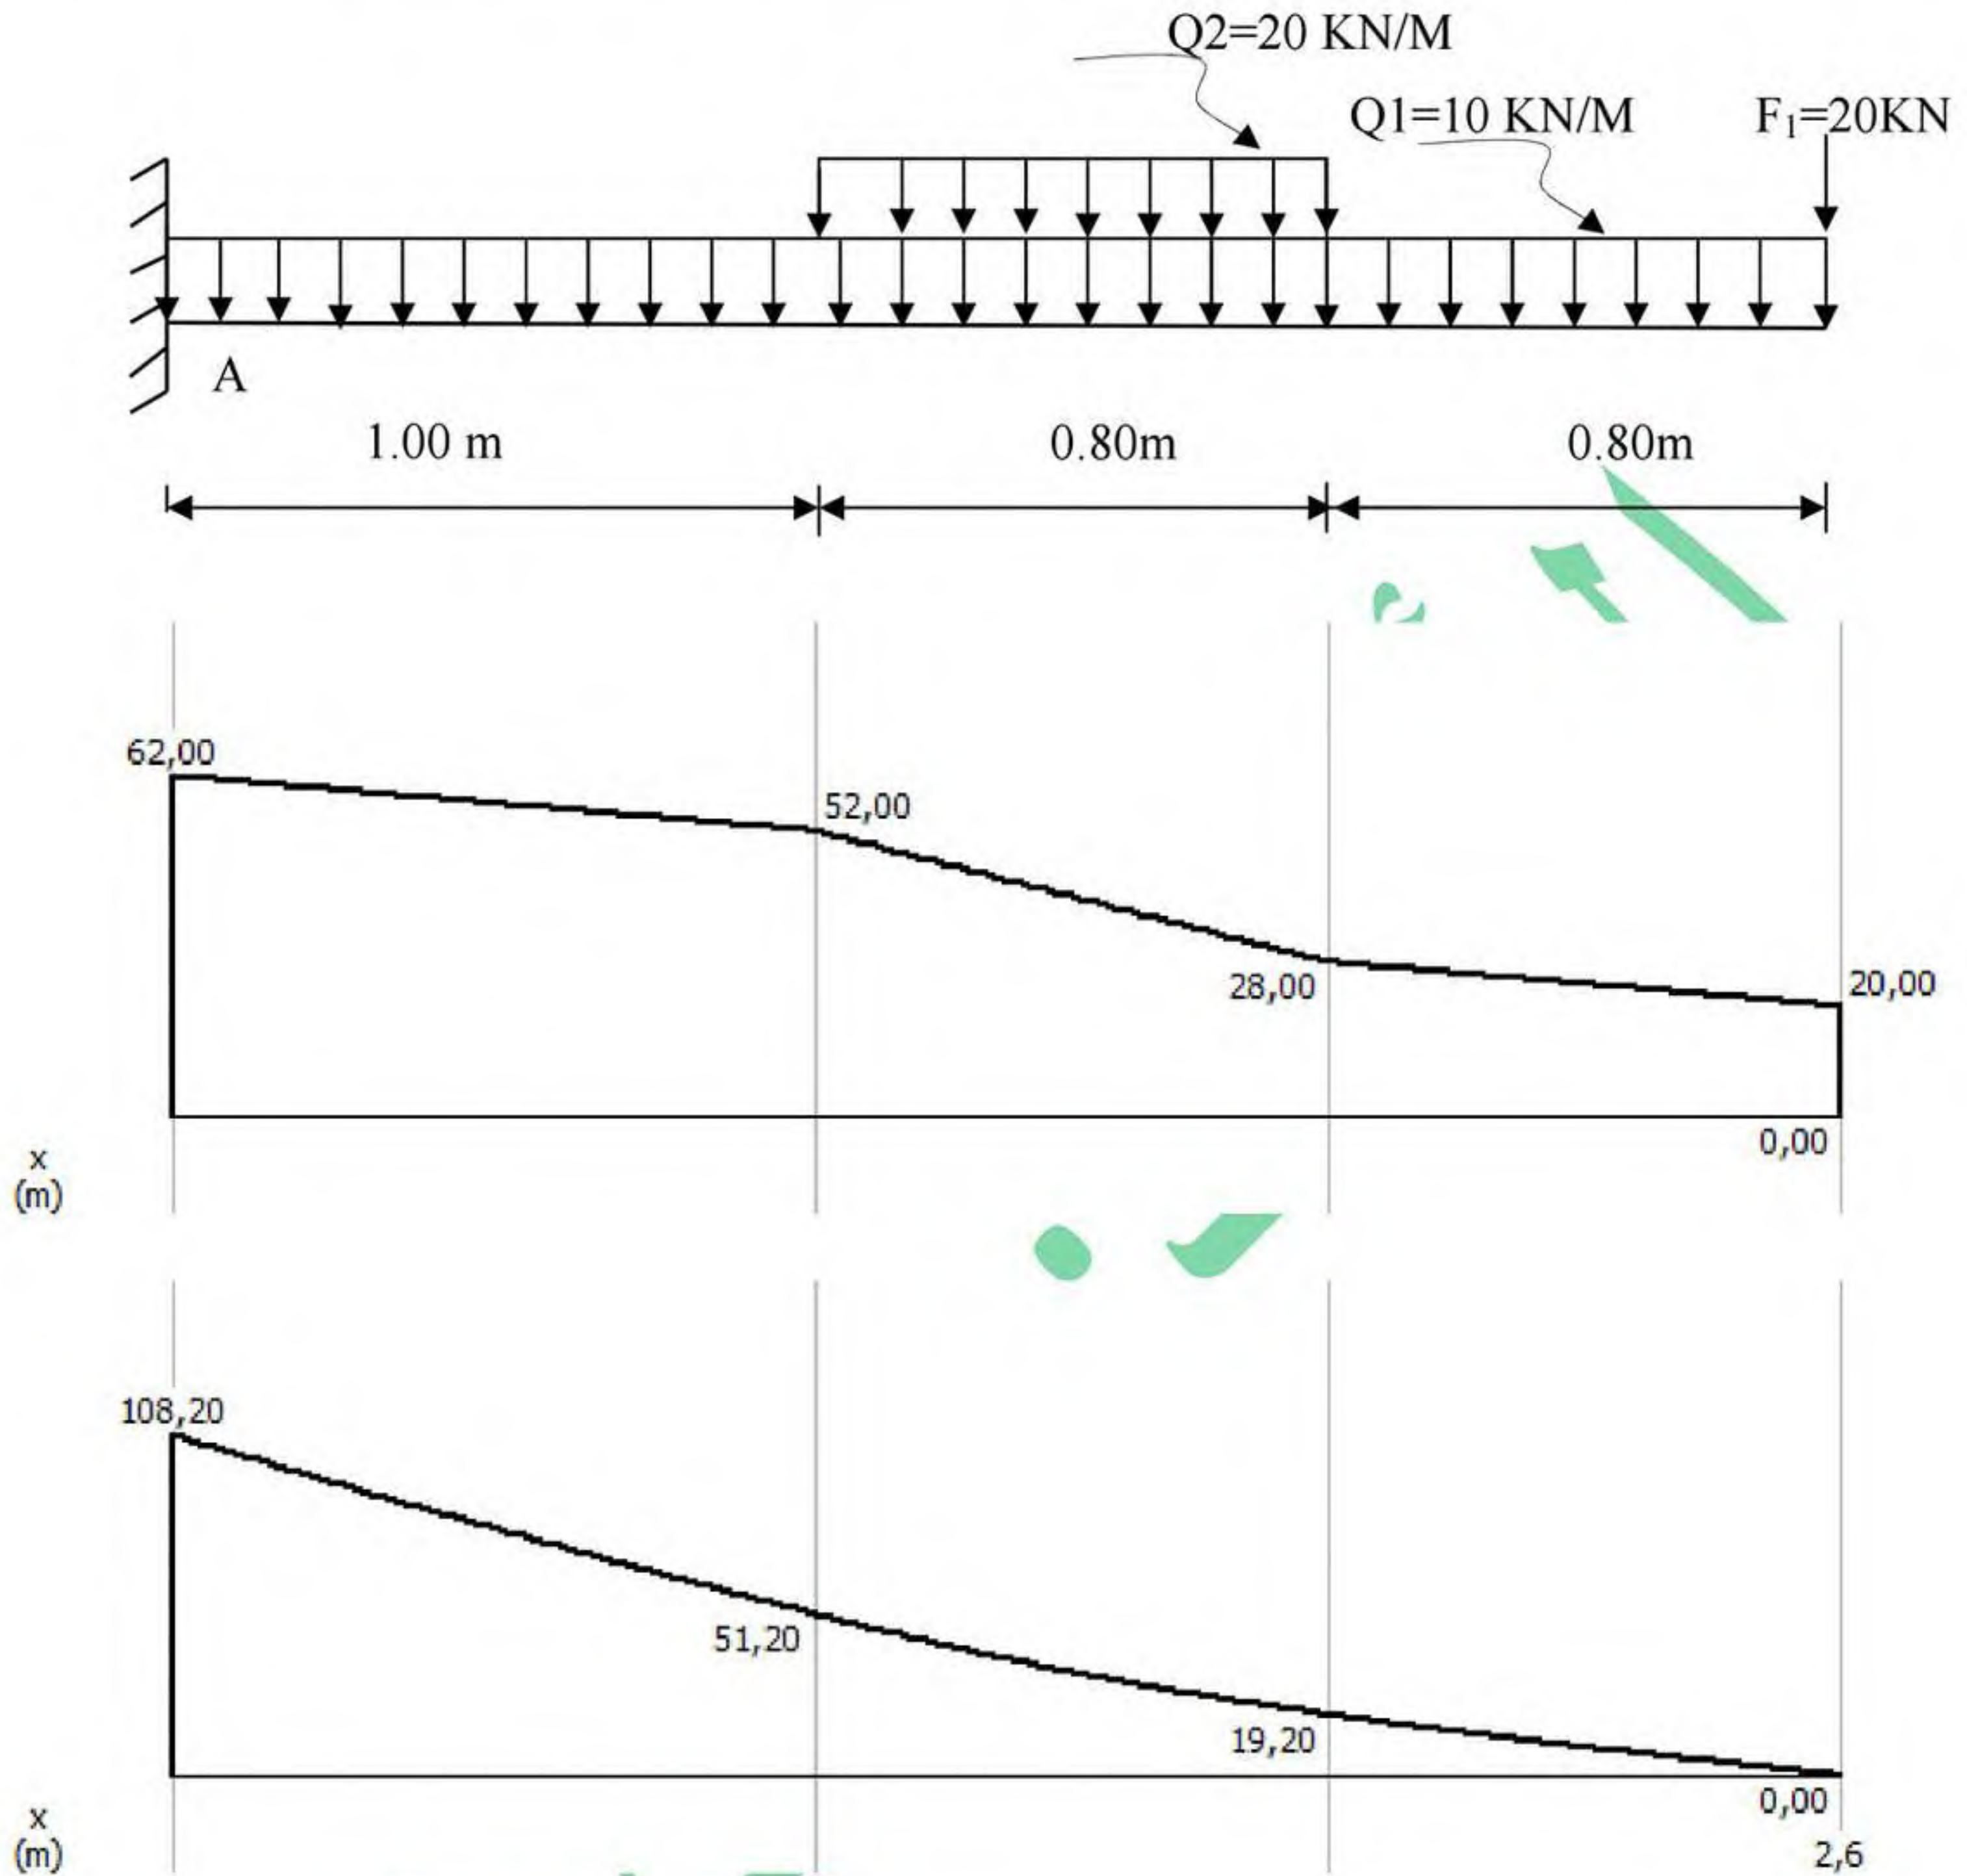 Q2=20 KN/M
Q1=10 KN/M
F₁=20KN
A
1.00 m
0.80m
0.80m
62,00
52,00
28,00
20,00
0,00
x
(m)
108,20
51,20
19,20
0,00
x
(m)
2,6